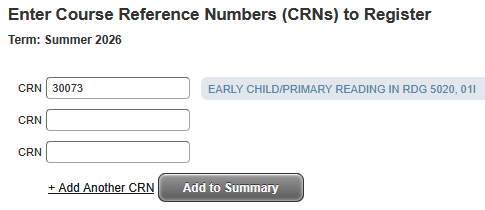 Enter Course Reference Numbers (CRNs) to Register
Term: Summer 2026
CRN 30073 EARLY CHILD/PRIMARY READING IN RDG 5020, 01I
CRN
CRN
+ Add Another CRN Add to Summary